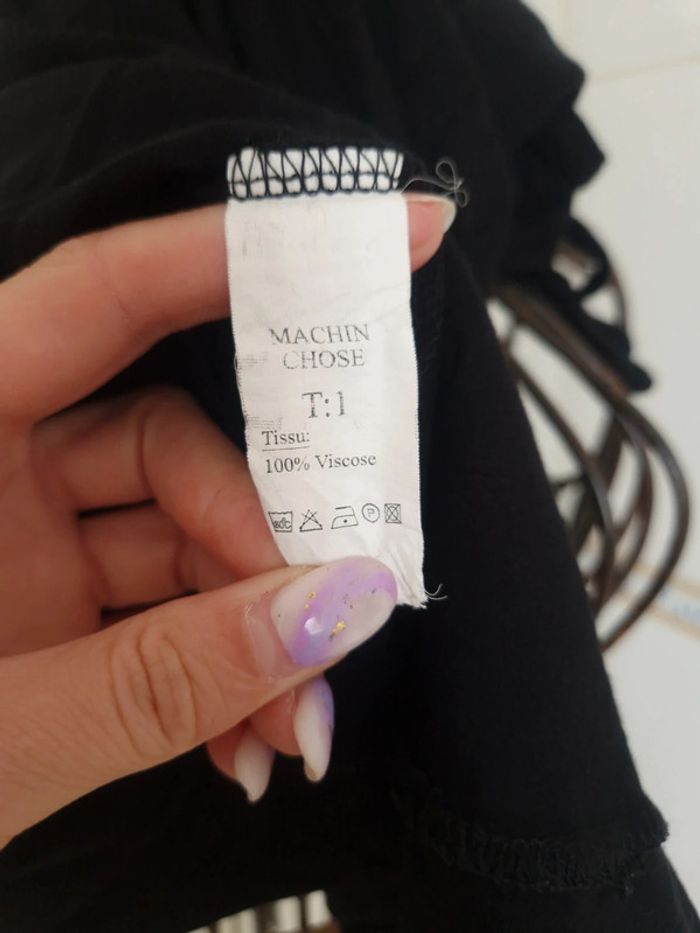 MACHIN
CHOSE
T:1
Tissu:
100% Viscose
P